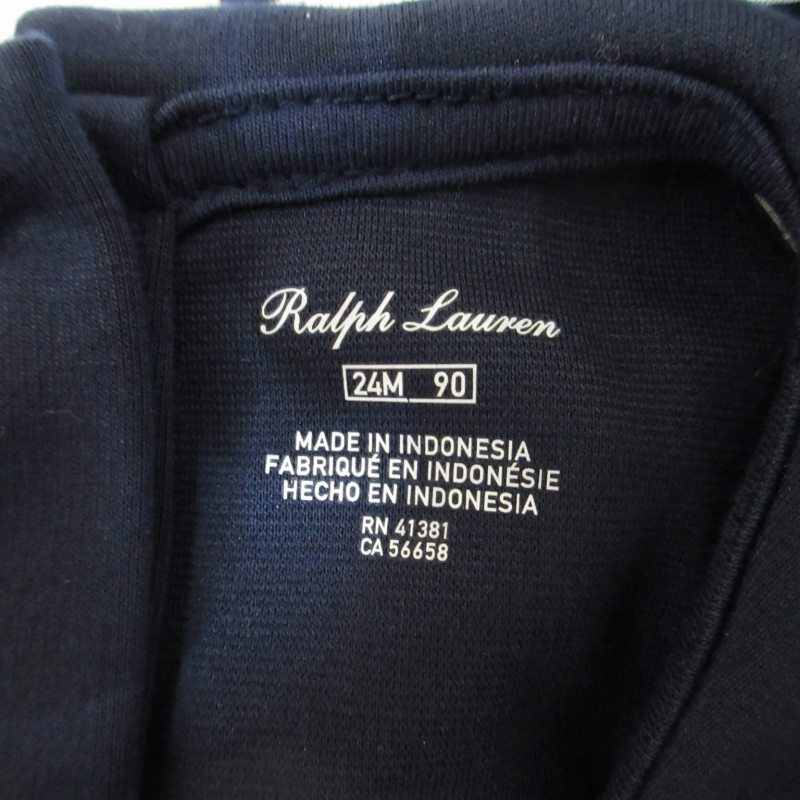 Ralph Lauren
24M 90
MADE IN INDONESIA
FABRIQUÉ EN INDONÉSIE
HECHO EN INDONESIA
RN 41381
CA 56658